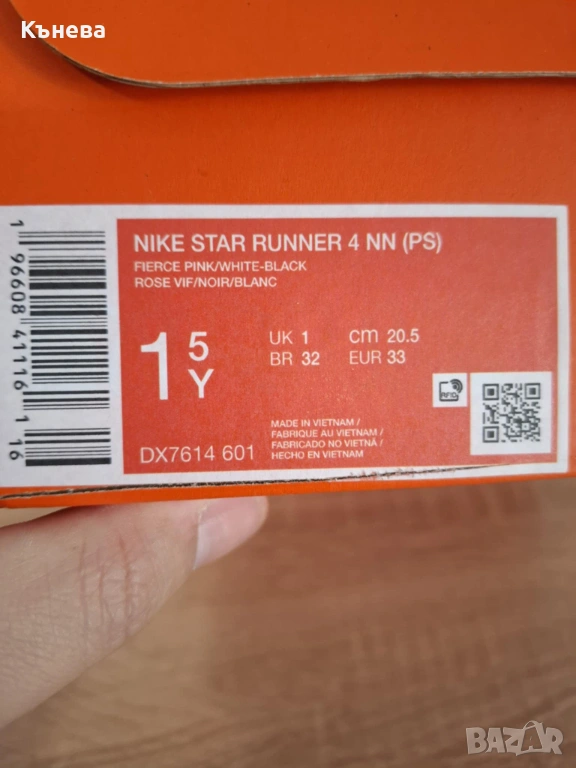 Кънева
NIKE STAR RUNNER 4 NN (PS)
FIERCE PINK/WHITE-BLACK
ROSE VIF/NOIR/BLANC
1 5 Y
UK 1 cm 20.5
BR 32 EUR 33
RFID
MADE IN VIETNAM /
FABRIQUE AU VIETNAM /
FABRICADO NO VIETNÃ /
HECHO EN VIETNAM
DX7614 601
1 96608 41116 1 16
BAZAR